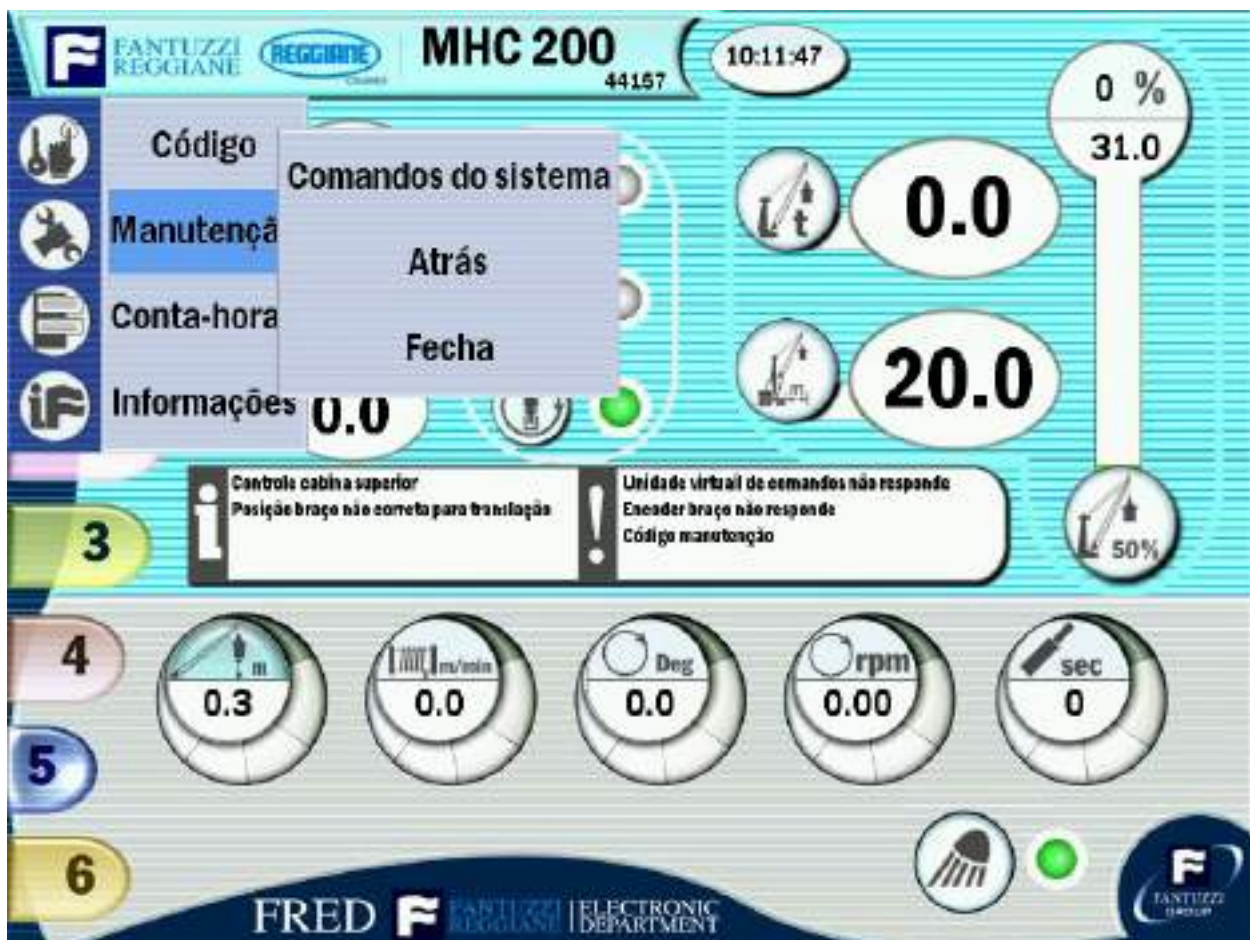 FANTUZZI
REGGIANE
REGGIANE
MHC 200
44167
10:11:47
0 %
31.0
Código
Comandos do sistema
Manutençã
Atrás
Conta-hora
Fecha
Informações
0.0
t
0.0
m
20.0
50%
Controle cabina superior
Posição braço não correta para translação
Unidade virtuail de comandos não responde
Encoder braço não responde
Código manutenção
3
4
5
6
m
0.3
m/min
0.0
Deg
0.0
rpm
0.00
sec
0
FRED
FANTUZZI
REGGIANE
ELECTRONIC
DEPARTMENT
FANTUZZI
GROUP